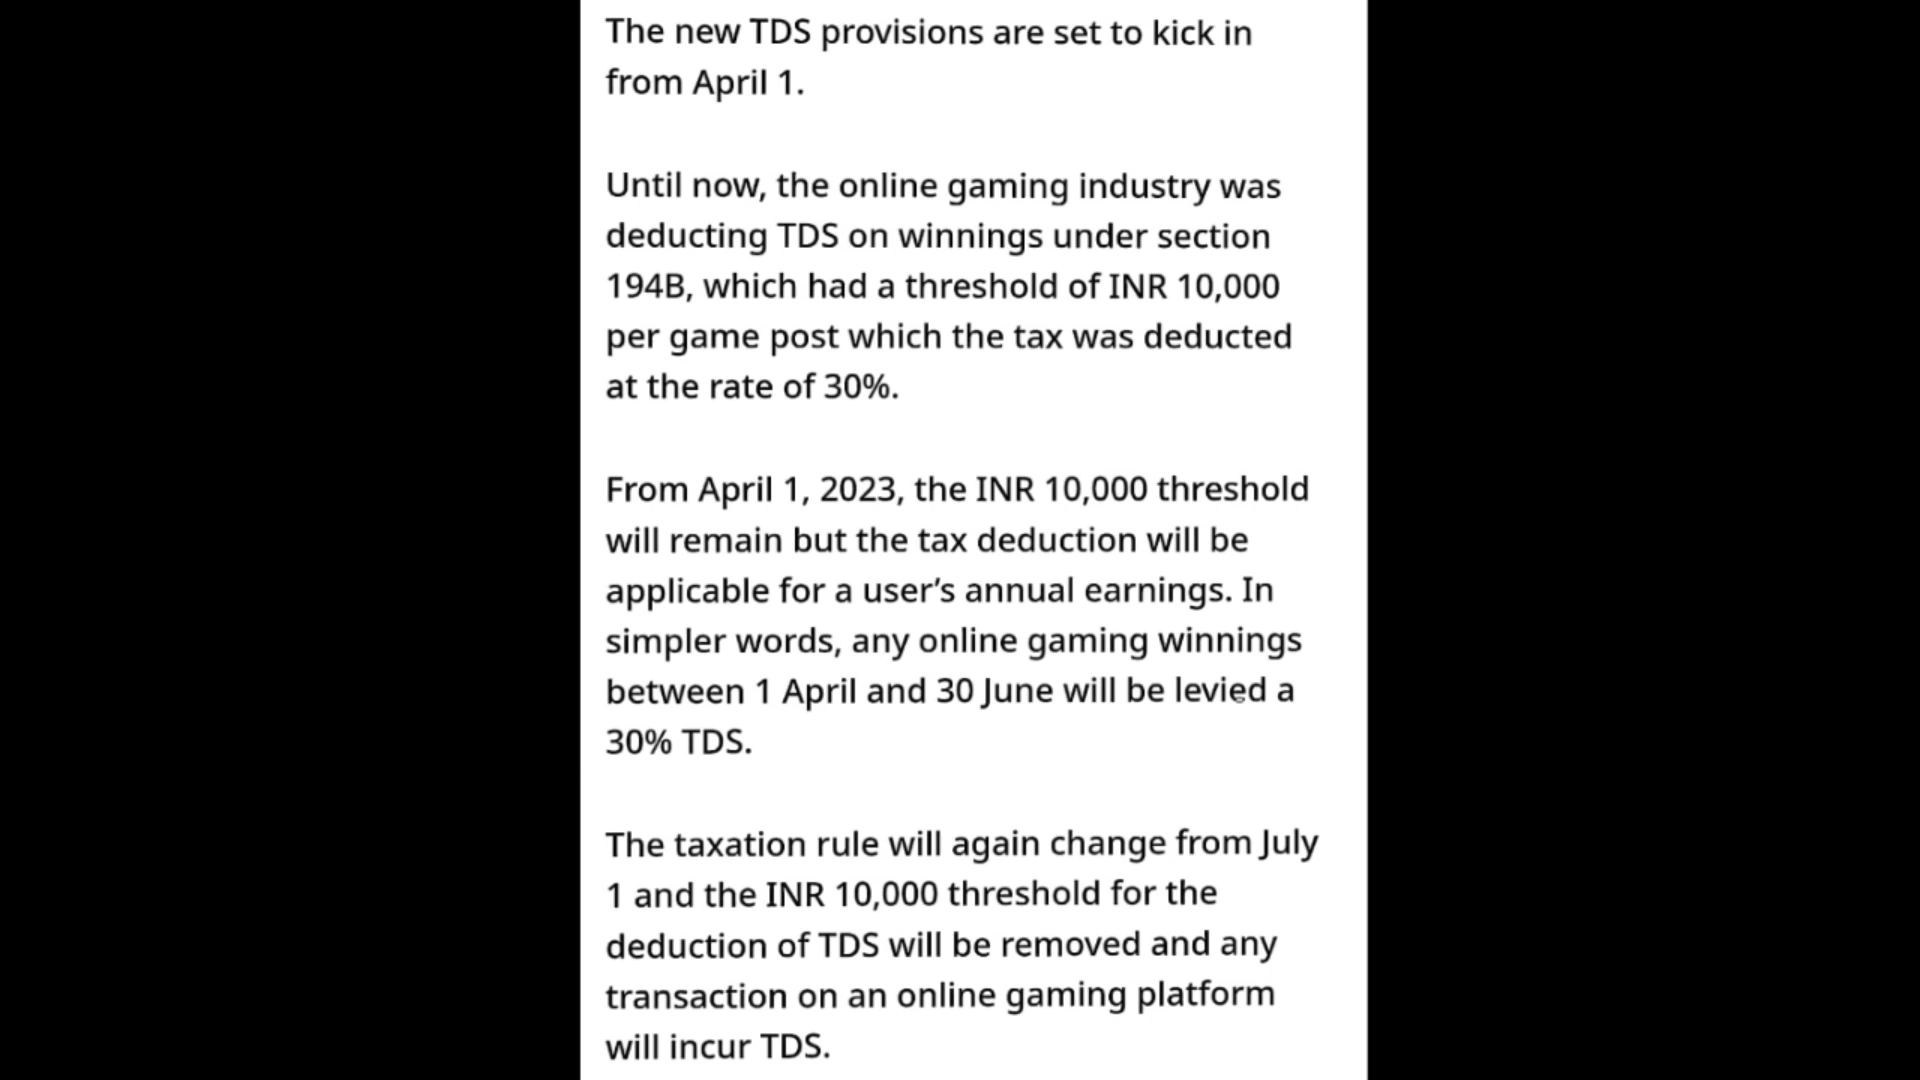 The new TDS provisions are set to kick in
from April 1.
Until now, the online gaming industry was
deducting TDS on winnings under section
194B, which had a threshold of INR 10,000
per game post which the tax was deducted
at the rate of 30%.
From April 1, 2023, the INR 10,000 threshold
will remain but the tax deduction will be
applicable for a user’s annual earnings. In
simpler words, any online gaming winnings
between 1 April and 30 June will be levied a
30% TDS.
The taxation rule will again change from July
1 and the INR 10,000 threshold for the
deduction of TDS will be removed and any
transaction on an online gaming platform
will incur TDS.